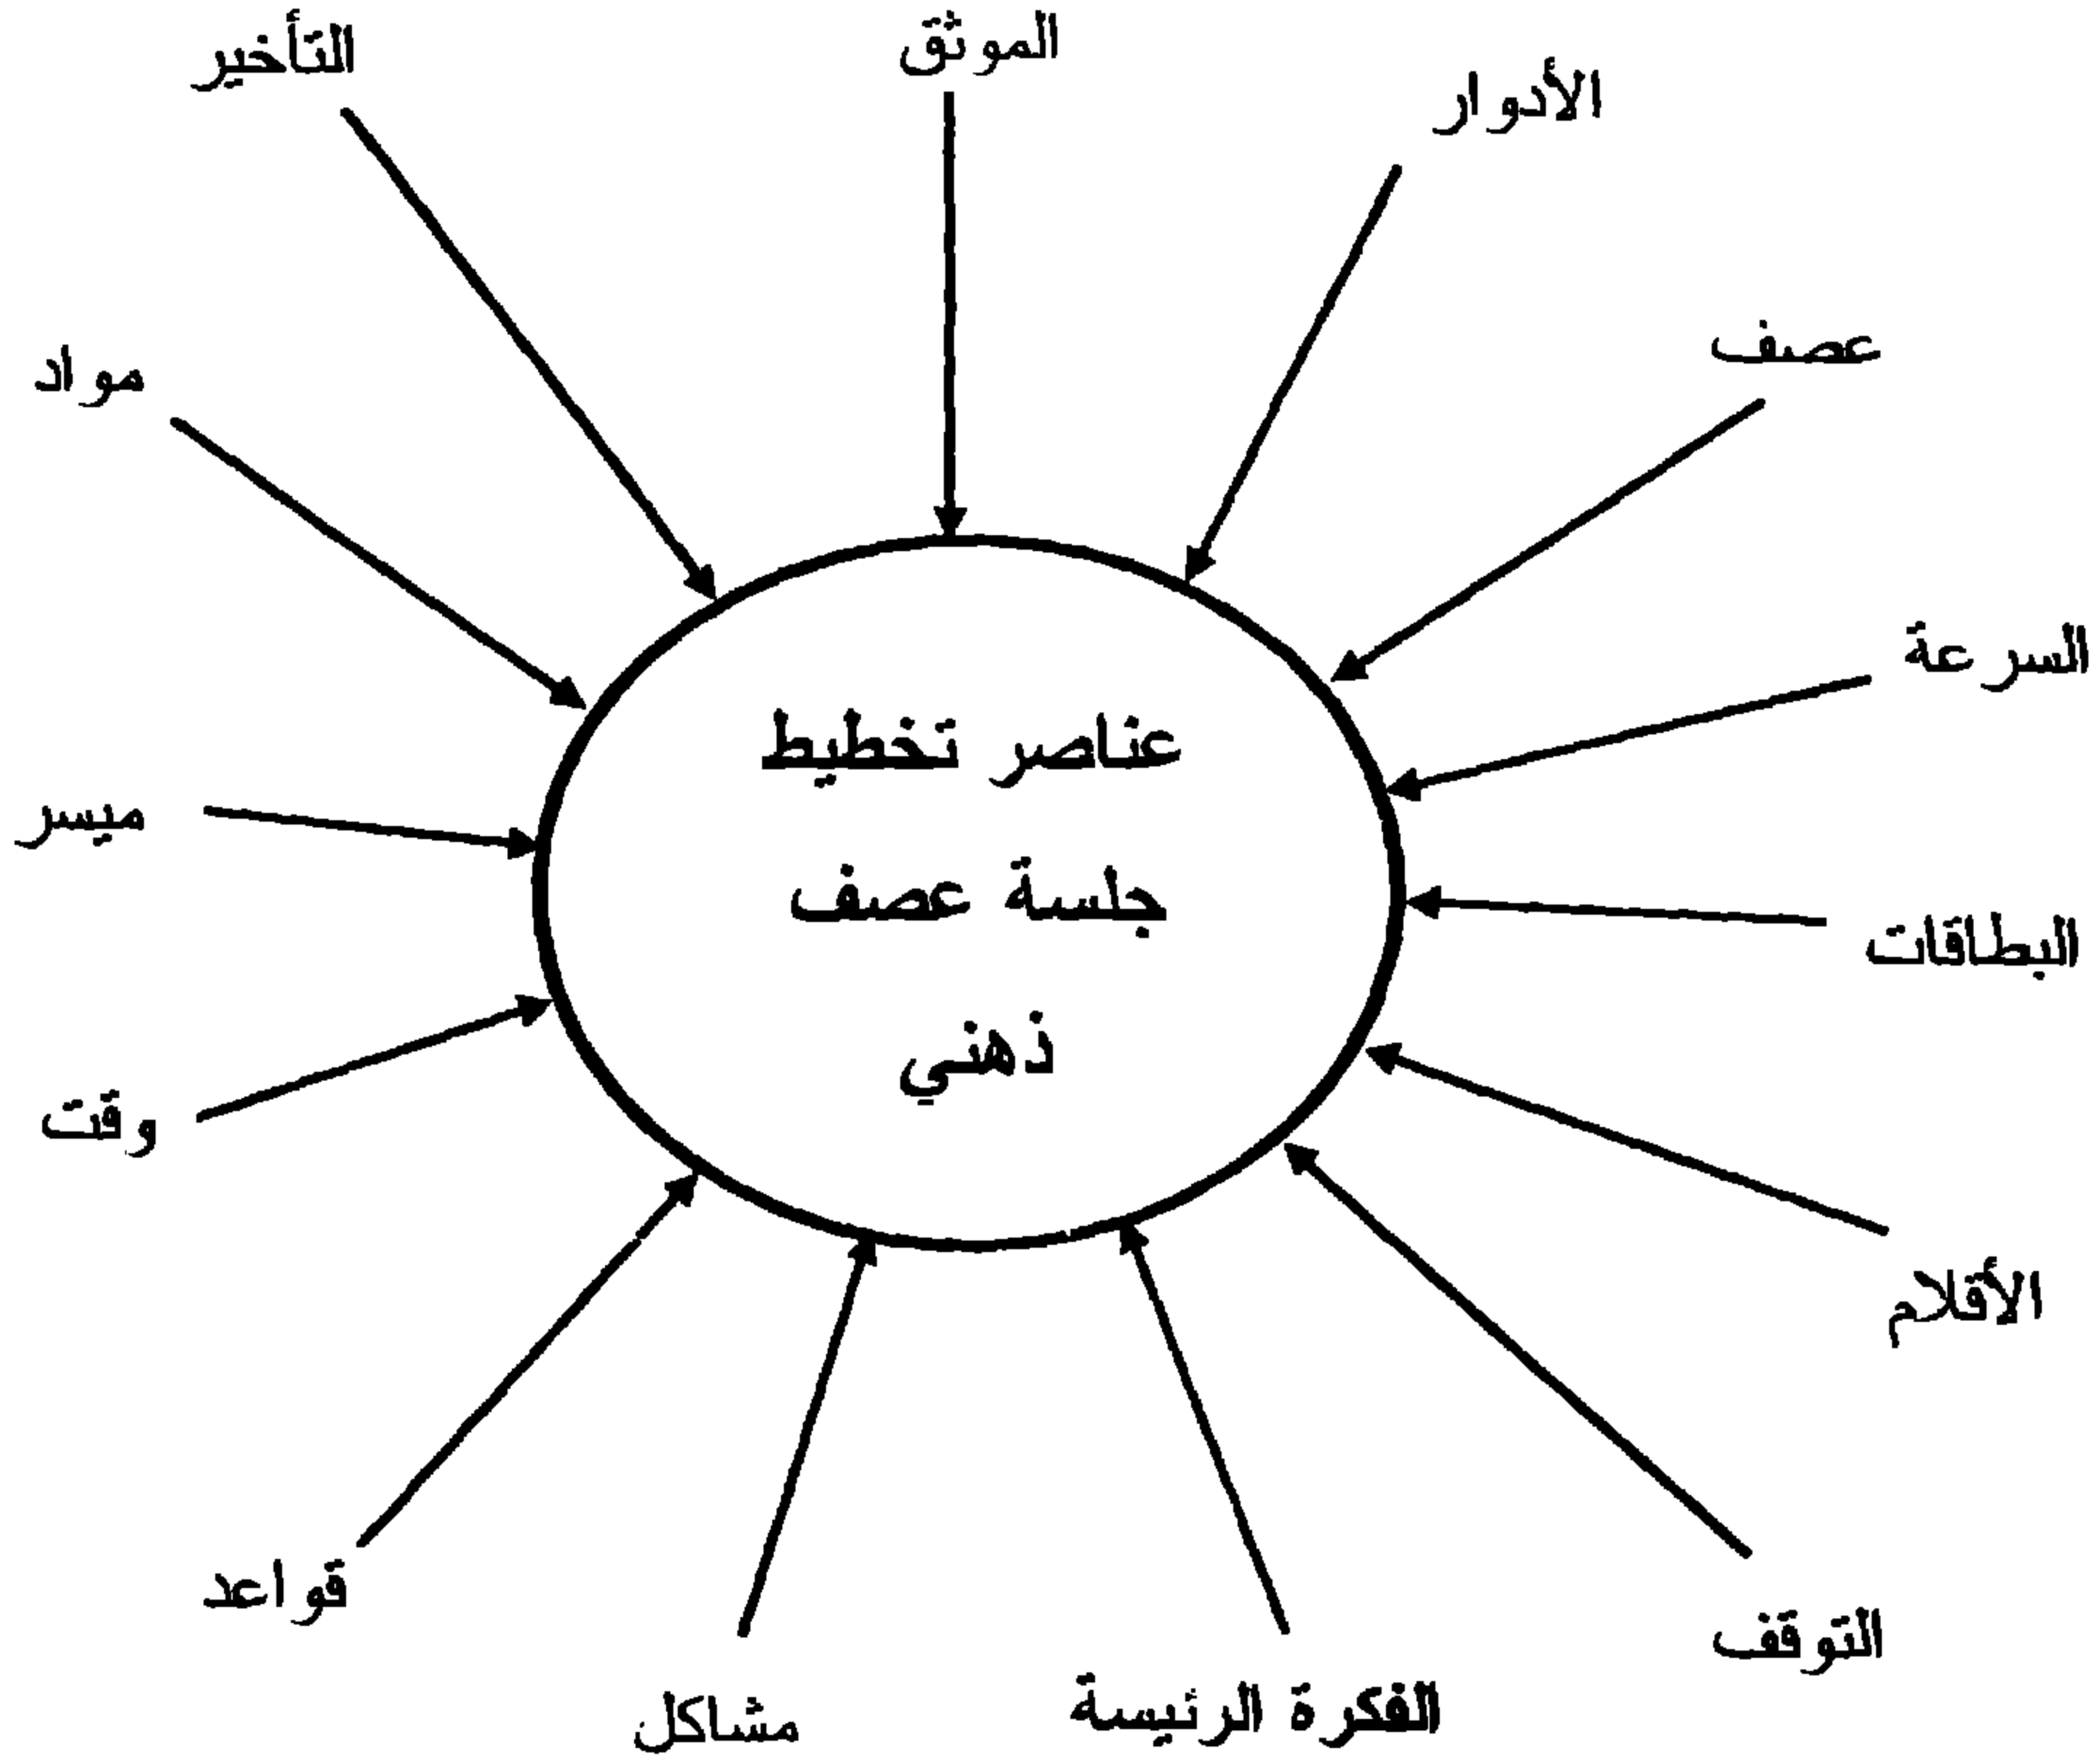 الموثق
التأخير
الأدوار
عصف
مواد
السرعة
عناصر تخطيط
جلسة عصف
ذهني
ميسر
البطاقات
وقت
الأقلام
قواعد
التوقف
الفكرة الرئيسة
مشاكل